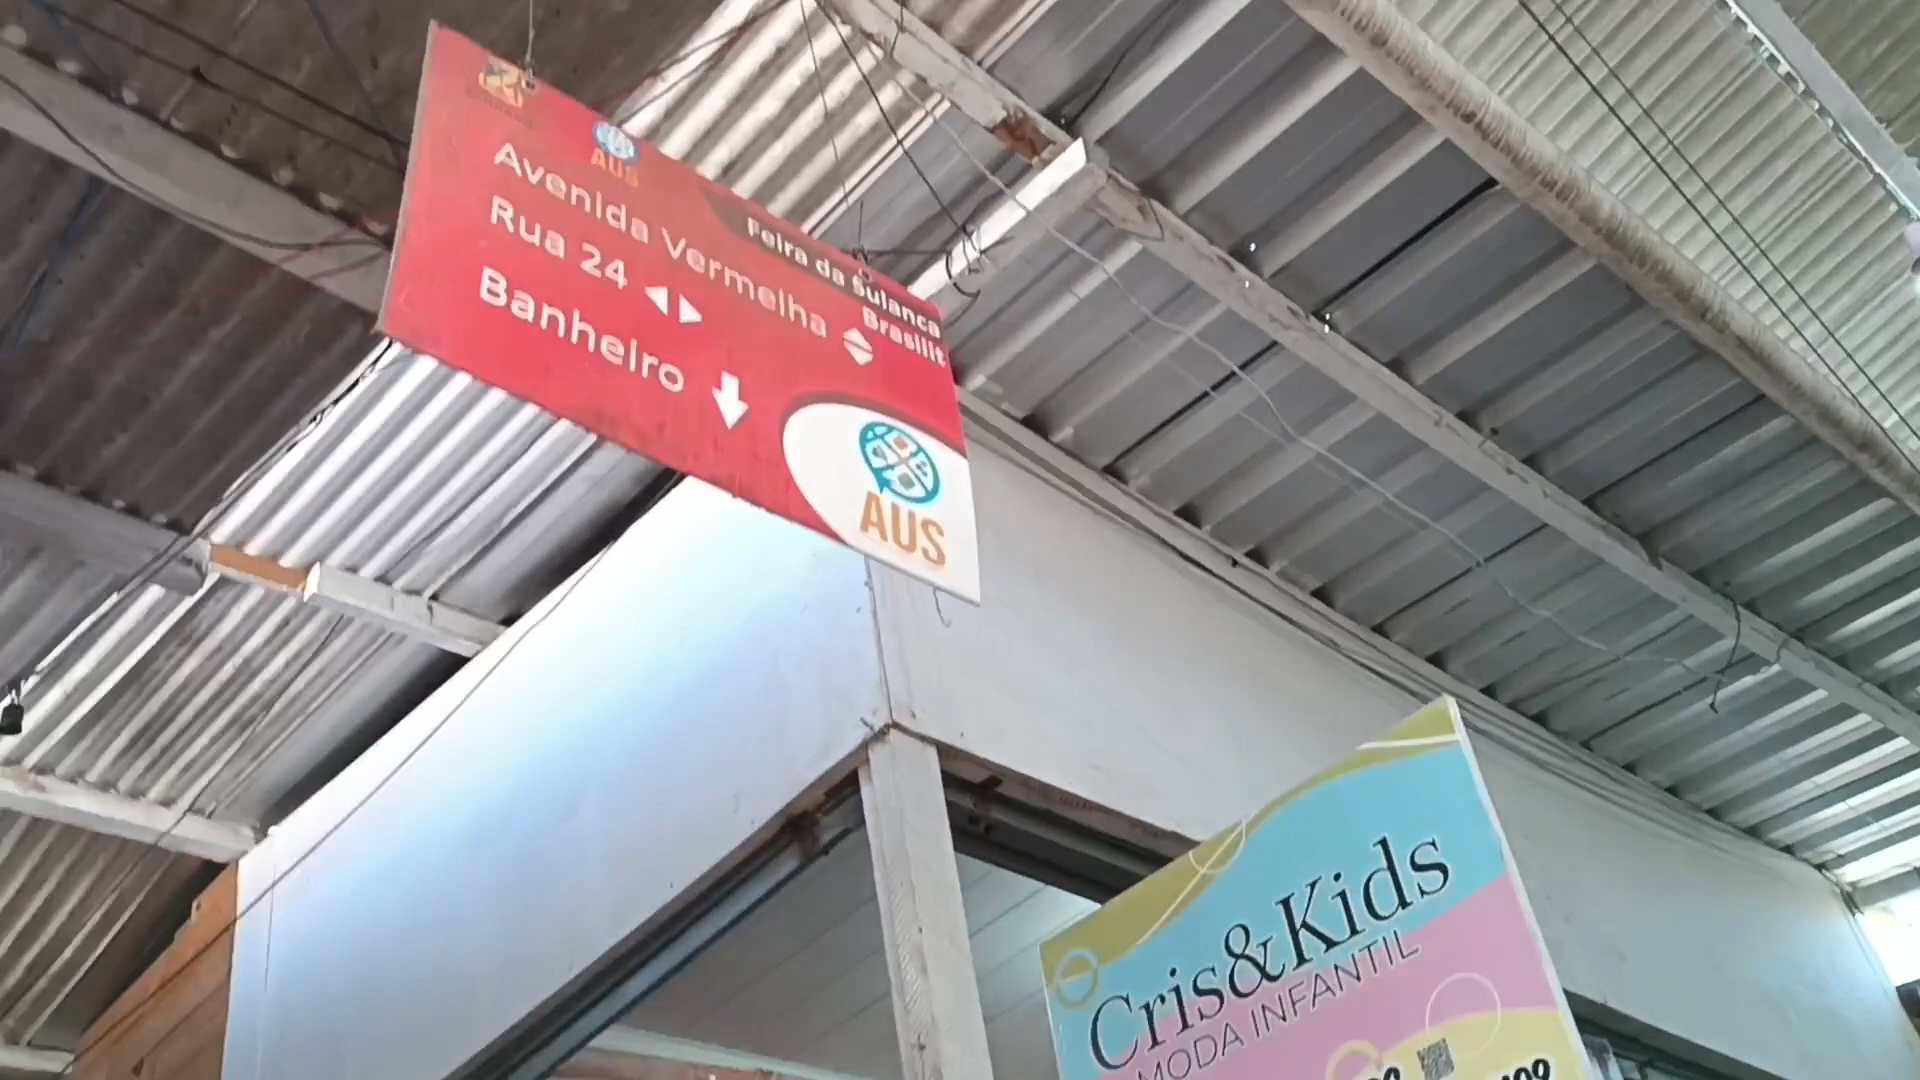 AUS
Feira da Sulanca
Brasilit
Avenida Vermelha
Rua 24
Banheiro
AUS
Cris&Kids
MODA INFANTIL